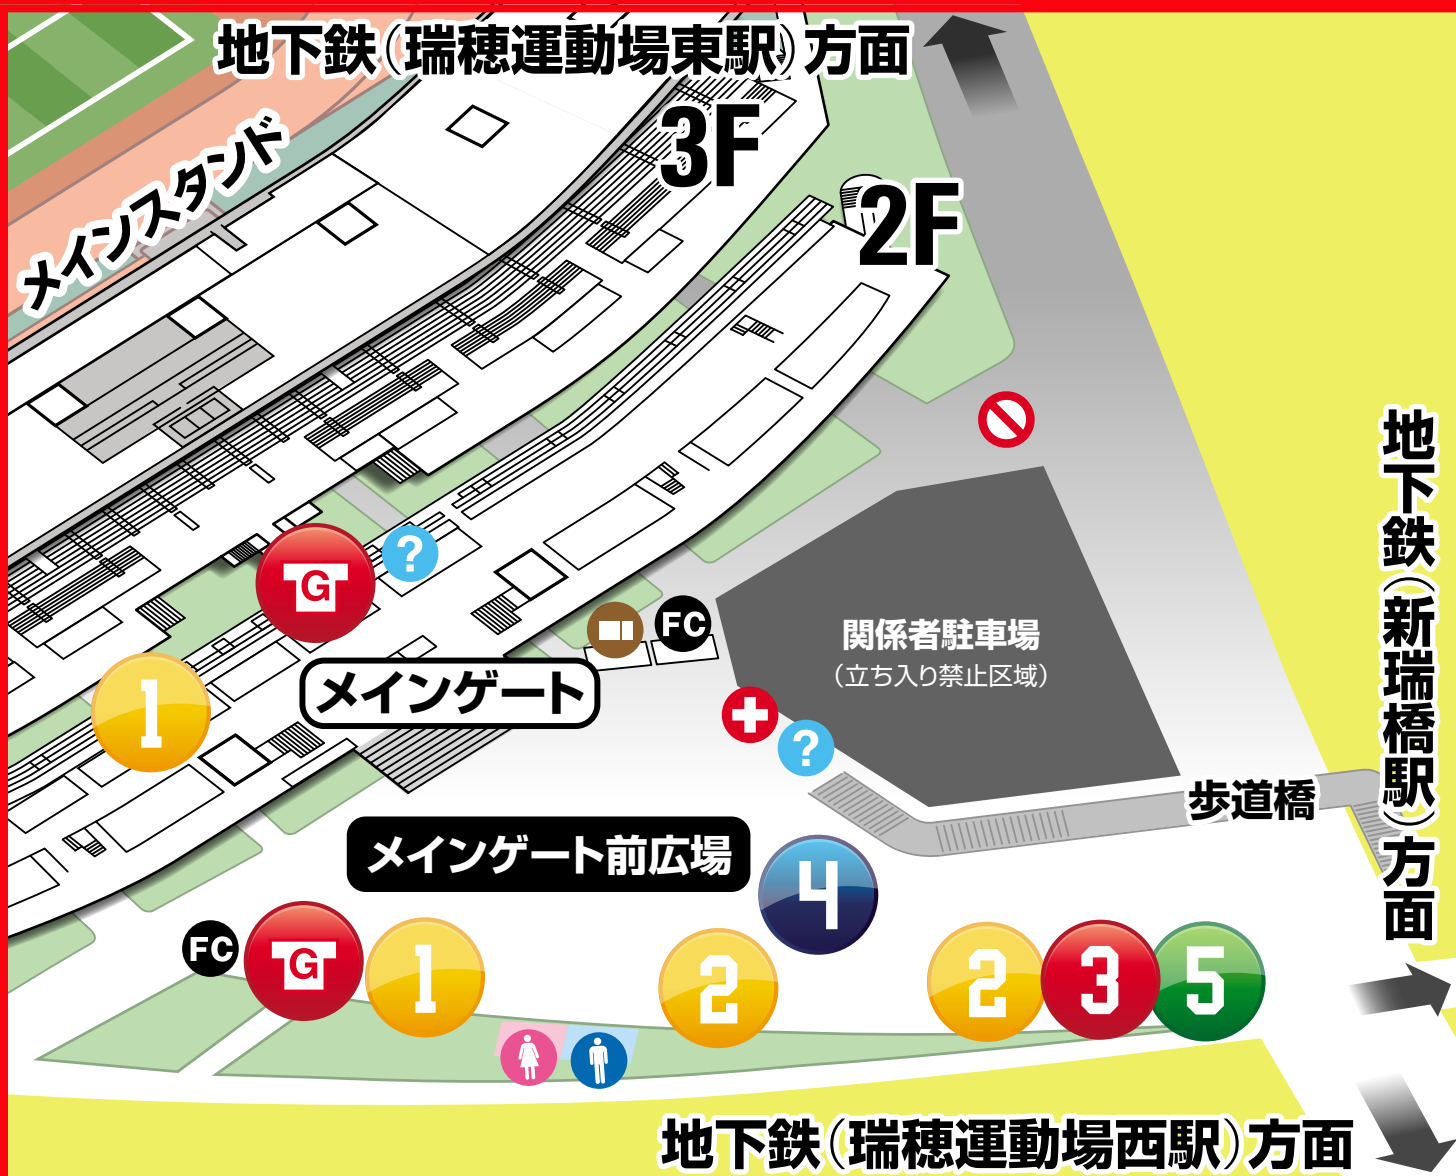 地下鉄（瑞穂運動場東駅）方面
メインスタンド
3F
2F
地下鉄（新瑞橋駅）方面
G
?
FC
関係者駐車場
（立ち入り禁止区域）
1
メインゲート
?
歩道橋
メインゲート前広場
4
FC
G
1
2
2
3
5
地下鉄（瑞穂運動場西駅）方面